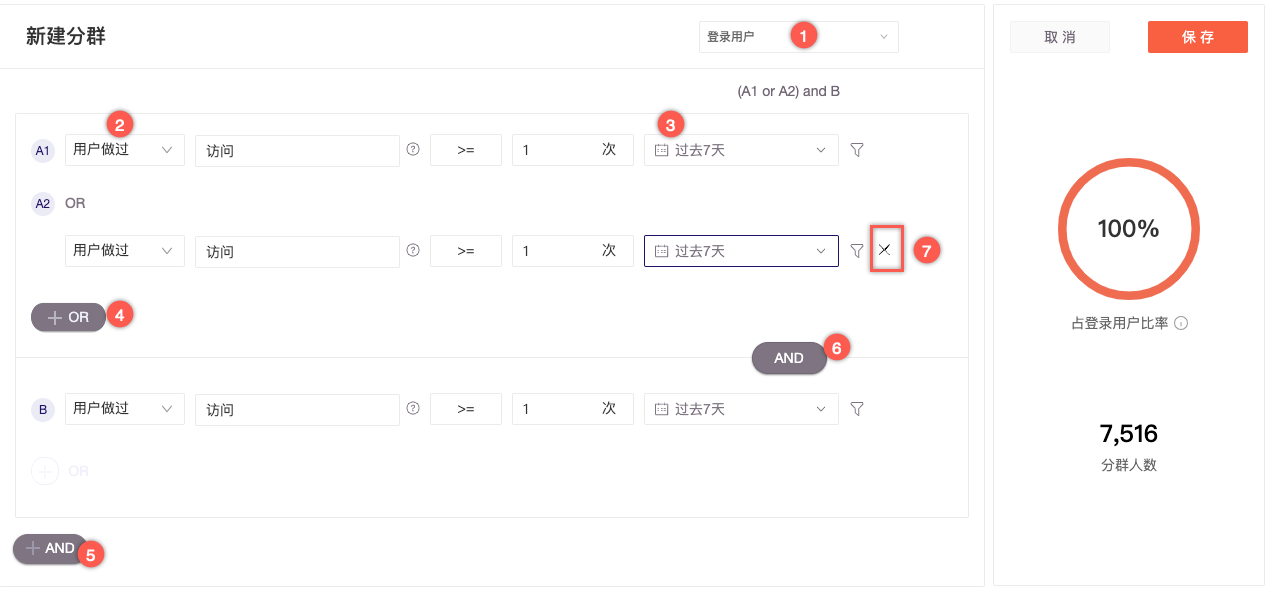 新建分群
登录用户 1
取 消
保 存
(A1 or A2) and B
2
3
A1 用户做过 访问 ? >= 1 次 过去7天
A2 OR
用户做过 访问 ? >= 1 次 过去7天 7
+ OR 4
AND 6
B 用户做过 访问 ? >= 1 次 过去7天
+ OR
+ AND 5
100%
占登录用户比率
7,516
分群人数